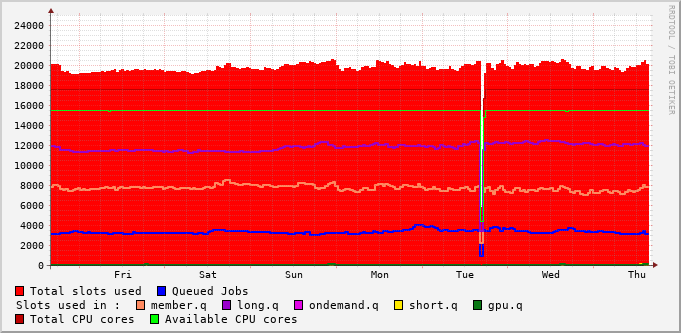 24000
22000
20000
18000
16000
14000
12000
10000
8000
6000
4000
2000
0
Fri Sat Sun Mon Tue Wed Thu
Total slots used Queued Jobs
Slots used in : member.q long.q ondemand.q short.q gpu.q
Total CPU cores Available CPU cores
RRDTOOL / TOBI OETIKER